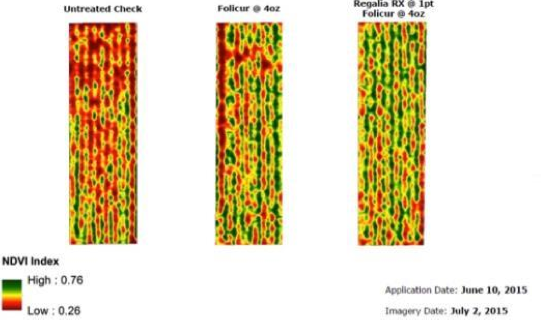 Untreated Check
Folicur @ 4oz
Regalia RX @ 1pt
Folicur @ 4oz
NDVI Index
High : 0.76
Low : 0.26
Application Date: June 10, 2015
Imagery Date: July 2, 2015